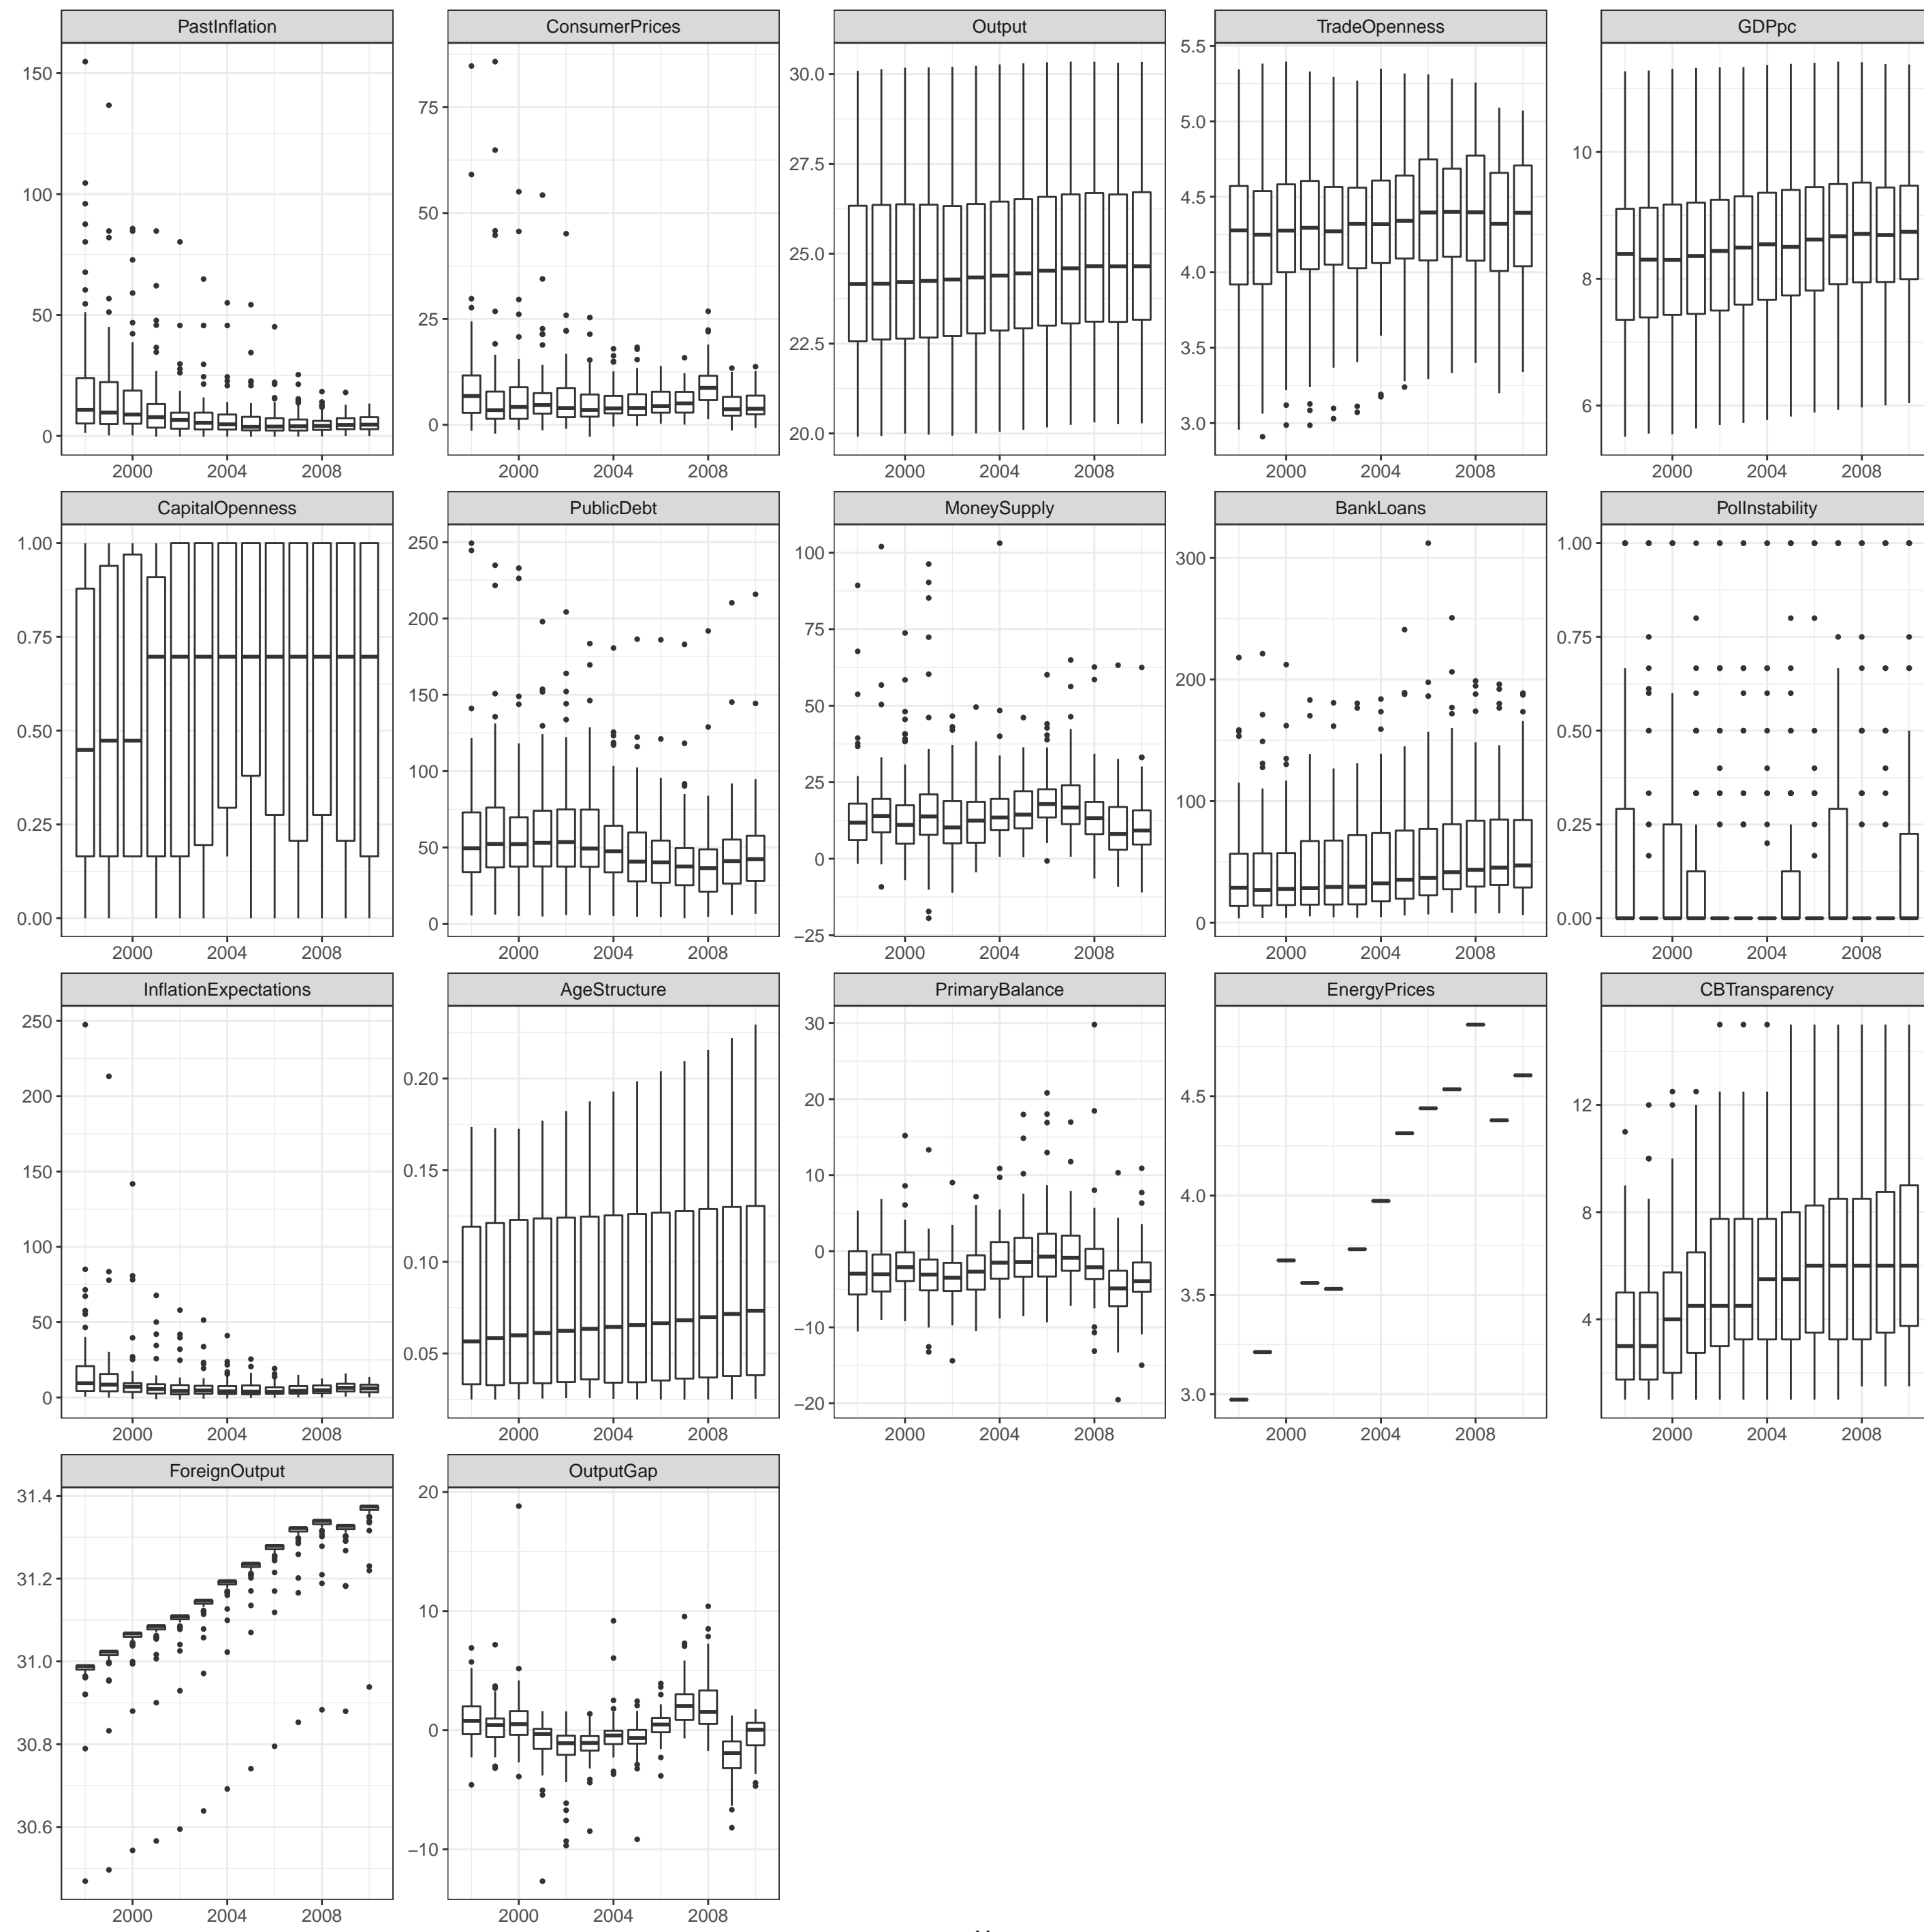 PastInflation
ConsumerPrices
Output
TradeOpenness
GDPpc
150
100
50
0
75
50
25
0
30.0
27.5
25.0
22.5
20.0
5.5
5.0
4.5
4.0
3.5
3.0
10
8
6
2000 2004 2008
2000 2004 2008
2000 2004 2008
2000 2004 2008
2000 2004 2008
CapitalOpenness
PublicDebt
MoneySupply
BankLoans
PolInstability
1.00
0.75
0.50
0.25
0.00
250
200
150
100
50
0
100
75
50
25
0
−25
300
200
100
0
1.00
0.75
0.50
0.25
0.00
2000 2004 2008
2000 2004 2008
2000 2004 2008
2000 2004 2008
2000 2004 2008
InflationExpectations
AgeStructure
PrimaryBalance
EnergyPrices
CBTransparency
250
200
150
100
50
0
0.20
0.15
0.10
0.05
30
20
10
0
−10
−20
4.5
4.0
3.5
3.0
12
8
4
2000 2004 2008
2000 2004 2008
2000 2004 2008
2000 2004 2008
2000 2004 2008
ForeignOutput
OutputGap
31.4
31.2
31.0
30.8
30.6
20
10
0
−10
2000 2004 2008
2000 2004 2008